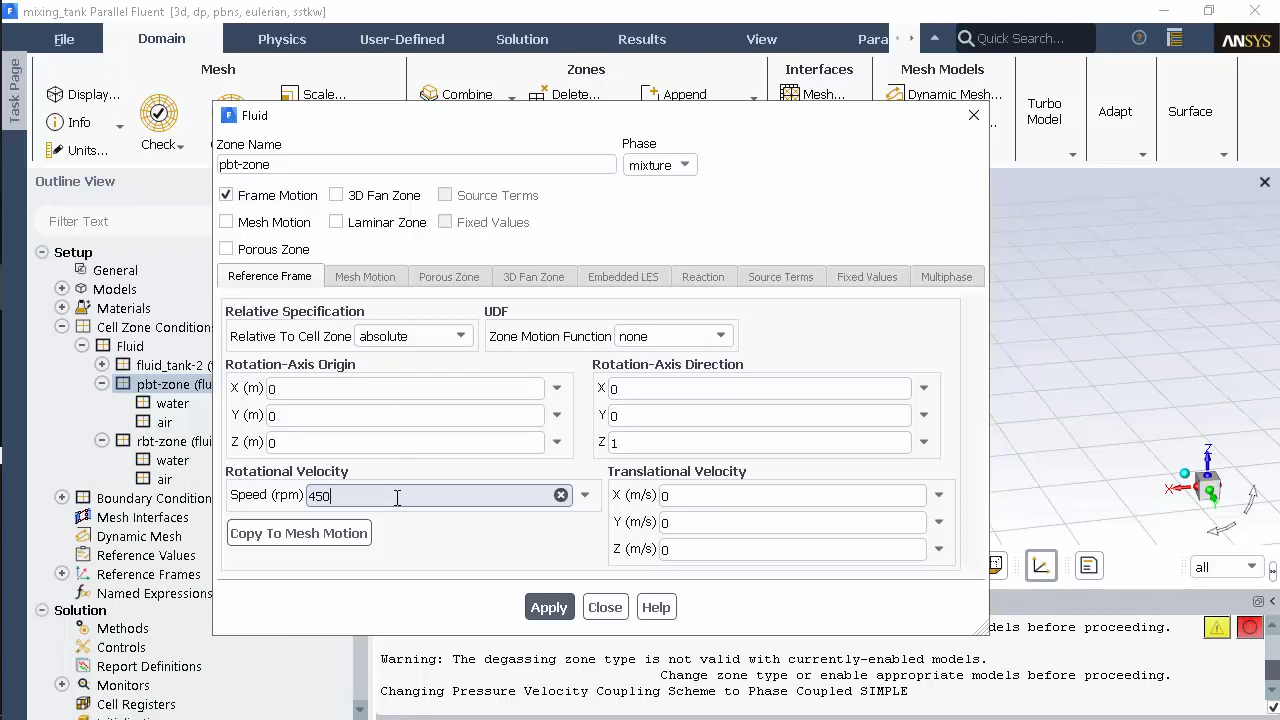 mixing_tank Parallel Fluent [3d, dp, pbns, eulerian, sstkw]
File
Domain
Physics
User-Defined
Solution
Results
View
Para
Quick Search...
ANSYS
Task Page
Mesh
Zones
Interfaces
Mesh Models
Display...
Info
Units...
Check
Scale...
Combine
Delete...
Append
Mesh...
Dynamic Mesh...
Turbo
Model
Adapt
Surface
Outline View
Filter Text
Setup
General
Models
Materials
Cell Zone Conditions
Fluid
fluid_tank-2 (
pbt-zone (flu
water
air
rbt-zone (flui
water
air
Boundary Condition
Mesh Interfaces
Dynamic Mesh
Reference Values
Reference Frames
Named Expressions
Solution
Methods
Controls
Report Definitions
Monitors
Cell Registers
Fluid
Zone Name
Phase
pbt-zone
mixture
Frame Motion
3D Fan Zone
Source Terms
Mesh Motion
Laminar Zone
Fixed Values
Porous Zone
Reference Frame
Mesh Motion
Porous Zone
3D Fan Zone
Embedded LES
Reaction
Source Terms
Fixed Values
Multiphase
Relative Specification
UDF
Relative To Cell Zone absolute
Zone Motion Function none
Rotation-Axis Origin
Rotation-Axis Direction
X (m) 0
X 0
Y (m) 0
Y 0
Z (m) 0
Z 1
Rotational Velocity
Translational Velocity
Speed (rpm) 450
X (m/s) 0
Copy To Mesh Motion
Y (m/s) 0
Z (m/s) 0
Apply
Close
Help
Z
X
all
dels before proceeding.
Warning: The degassing zone type is not valid with currently-enabled models.
Change zone type or enable appropriate models before proceeding.
Changing Pressure Velocity Coupling Scheme to Phase Coupled SIMPLE